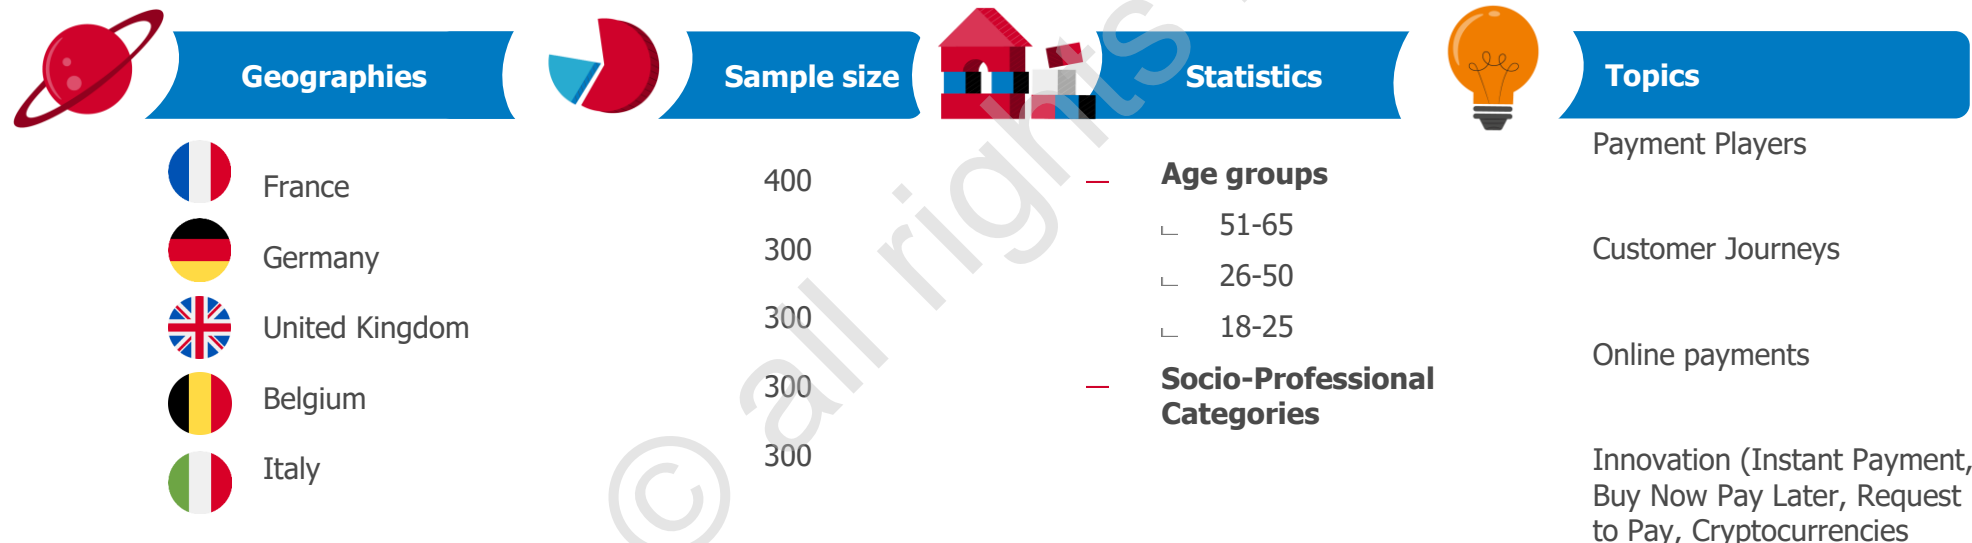 Geographies
Sample size
Statistics
Topics
France
Germany
United Kingdom
Belgium
Italy
400
300
300
300
300
Age groups
51-65
26-50
18-25
Socio-Professional
Categories
Payment Players
Customer Journeys
Online payments
Innovation (Instant Payment,
Buy Now Pay Later, Request
to Pay, Cryptocurrencies
© all rights